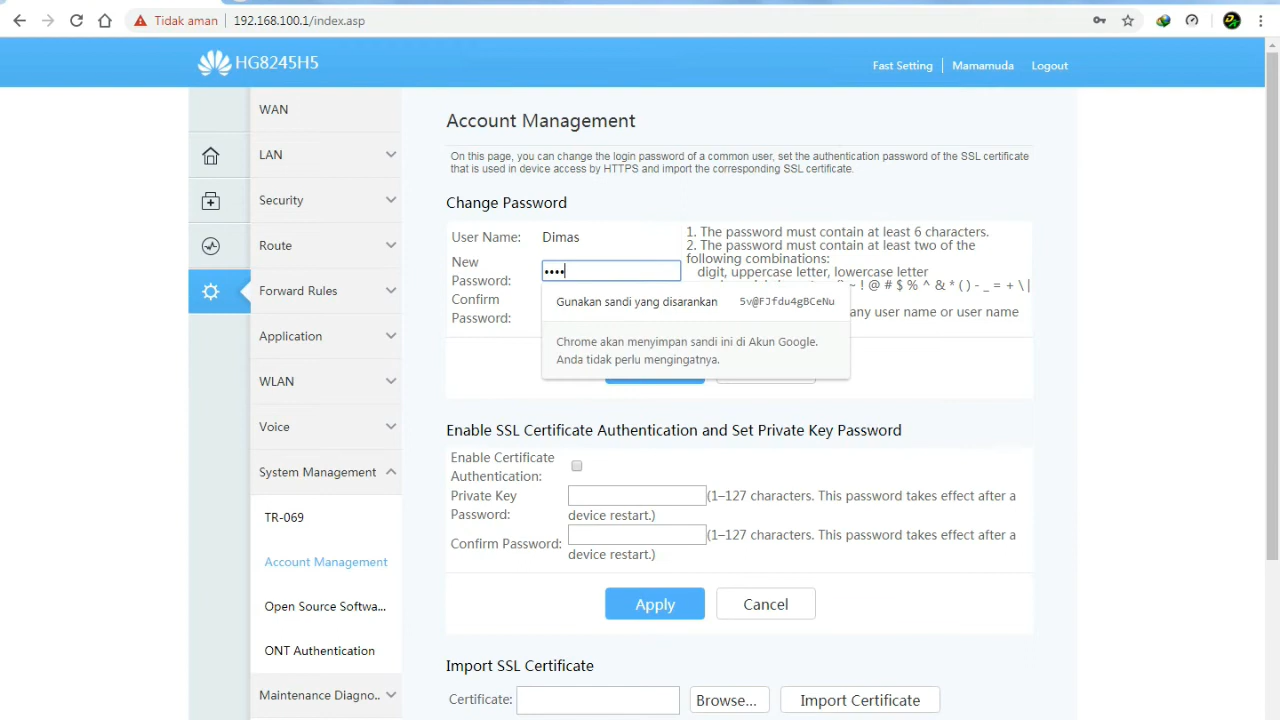 Tidak aman
192.168.100.1/index.asp
HG8245H5
Fast Setting
Mamamuda
Logout
WAN
LAN
Security
Route
Forward Rules
Application
WLAN
Voice
System Management
TR-069
Account Management
Open Source Softwa...
ONT Authentication
Maintenance Diagno..
Account Management
On this page, you can change the login password of a common user, set the authentication password of the SSL certificate
that is used in device access by HTTPS and import the corresponding SSL certificate.
Change Password
User Name: Dimas
New
Password: ••••
Confirm
Password:
1. The password must contain at least 6 characters.
2. The password must contain at least two of the
following combinations:
digit, uppercase letter, lowercase letter
~ ! @ # $ % ^ & * ( ) - _ = + \ |
any user name or user name
Gunakan sandi yang disarankan 5v@FJfdu4gBCeNu
Chrome akan menyimpan sandi ini di Akun Google.
Anda tidak perlu mengingatnya.
Enable SSL Certificate Authentication and Set Private Key Password
Enable Certificate
Authentication:
Private Key
Password:
(1–127 characters. This password takes effect after a
device restart.)
Confirm Password:
(1–127 characters. This password takes effect after a
device restart.)
Apply
Cancel
Import SSL Certificate
Certificate:
Browse...
Import Certificate